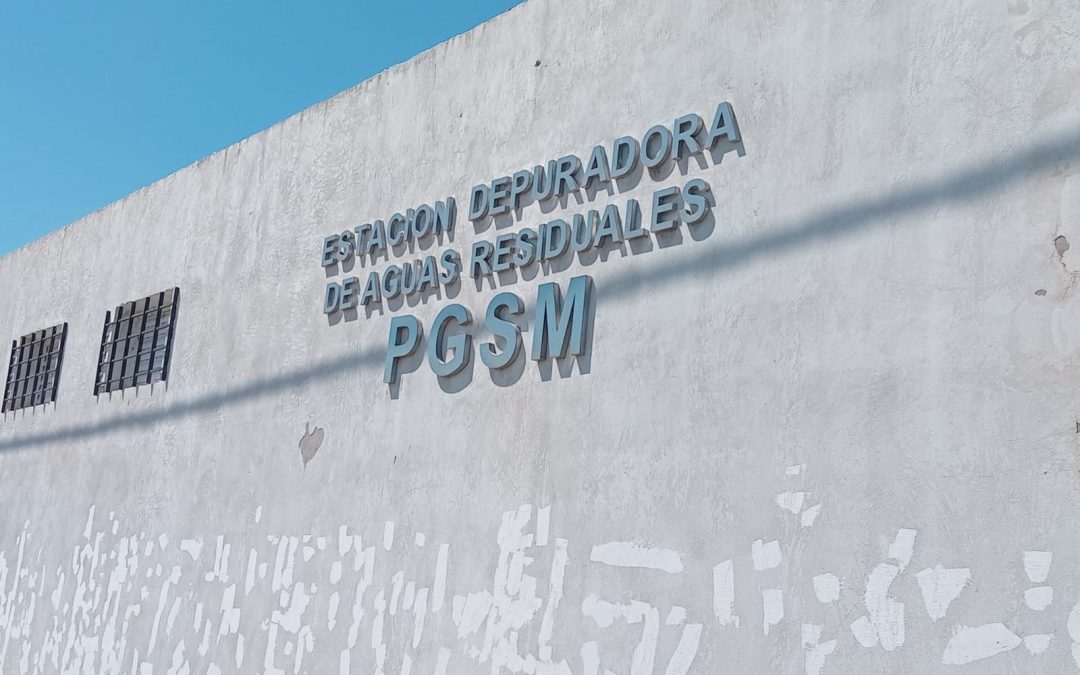 ESTACION DEPURADORA
DE AGUAS RESIDUALES
PGSM